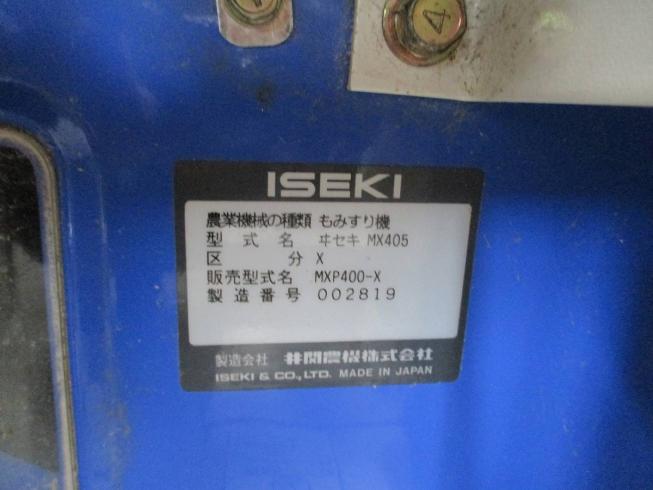 4
ISEKI
農業機械の種類 もみすり機
型式名 ヰセキ MX405
区分 X
販売型式名 MXP400-X
製造番号 002819
製造会社 井関農機株式会社
ISEKI & CO., LTD. MADE IN JAPAN